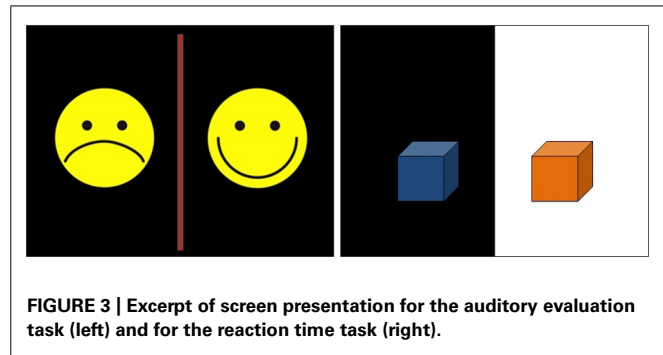 FIGURE 3 | Excerpt of screen presentation for the auditory evaluation
task (left) and for the reaction time task (right).